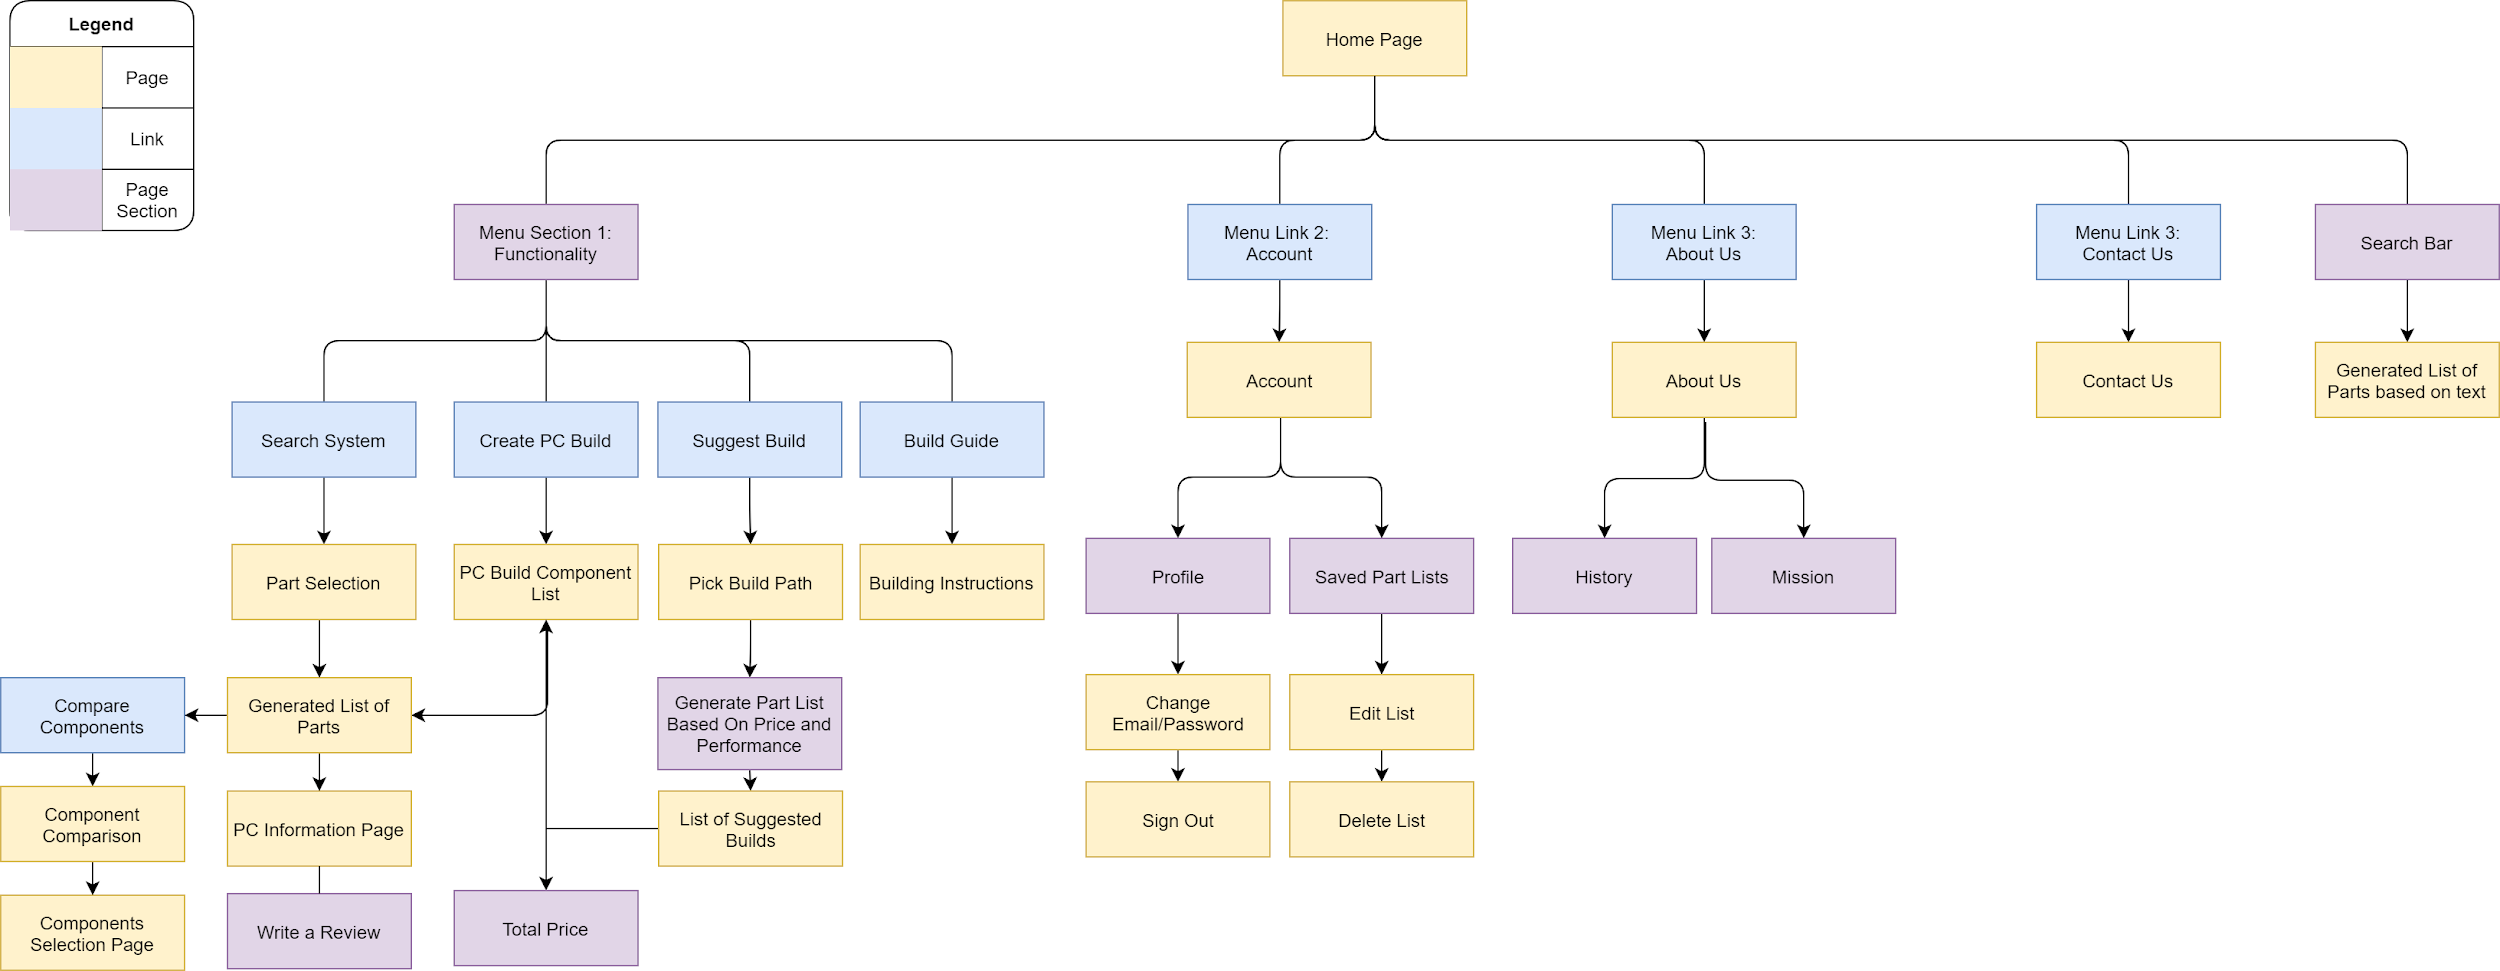 Legend
Page
Link
Page
Section
Home Page
Menu Section 1:
Functionality
Menu Link 2:
Account
Menu Link 3:
About Us
Menu Link 3:
Contact Us
Search Bar
Account
About Us
Contact Us
Generated List of
Parts based on text
Search System
Create PC Build
Suggest Build
Build Guide
Part Selection
PC Build Component
List
Pick Build Path
Building Instructions
Profile
Saved Part Lists
History
Mission
Compare
Components
Generated List of
Parts
Generate Part List
Based On Price and
Performance
Change
Email/Password
Edit List
Component
Comparison
PC Information Page
List of Suggested
Builds
Sign Out
Delete List
Components
Selection Page
Write a Review
Total Price